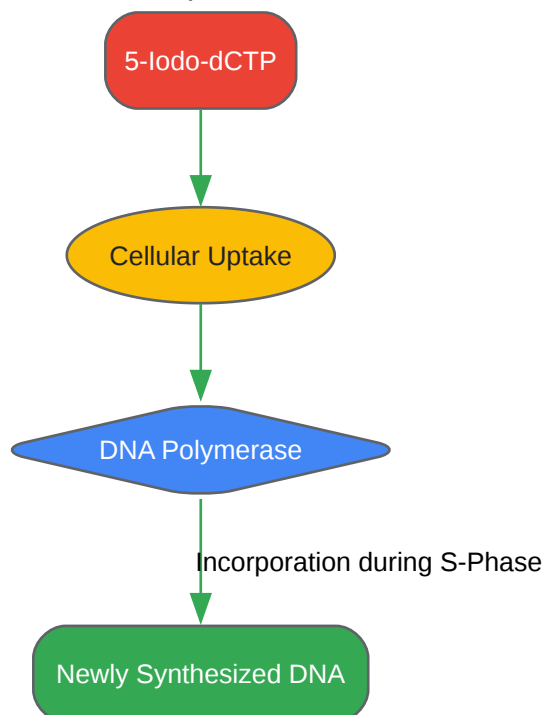 5-Iodo-dCTP
Cellular Uptake
DNA Polymerase
Incorporation during S-Phase
Newly Synthesized DNA